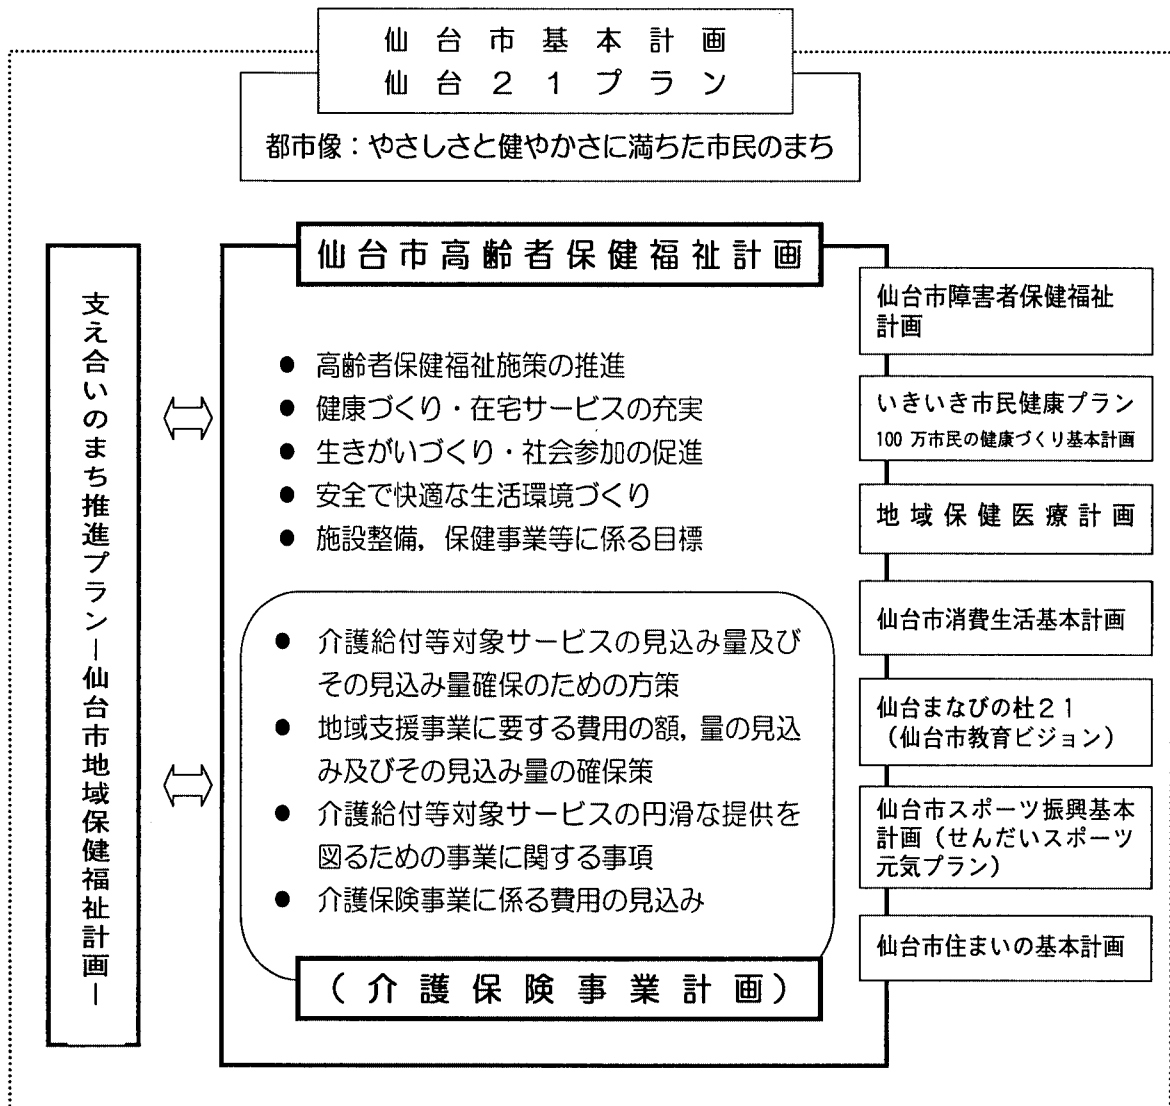 仙台市基本計画
仙台２１プラン
都市像：やさしさと健やかさに満ちた市民のまち
支え合いのまち推進プラン－仙台市地域保健福祉計画－
仙台市高齢者保健福祉計画
● 高齢者保健福祉施策の推進
● 健康づくり・在宅サービスの充実
● 生きがいづくり・社会参加の促進
● 安全で快適な生活環境づくり
● 施設整備，保健事業等に係る目標
● 介護給付等対象サービスの見込み量及び
その見込み量確保のための方策
● 地域支援事業に要する費用の額，量の見込
み及びその見込み量の確保策
● 介護給付等対象サービスの円滑な提供を
図るための事業に関する事項
● 介護保険事業に係る費用の見込み
（介護保険事業計画）
仙台市障害者保健福祉
計画
いきいき市民健康プラン
100 万市民の健康づくり基本計画
地域保健医療計画
仙台市消費生活基本計画
仙台まなびの杜２１
（仙台市教育ビジョン）
仙台市スポーツ振興基本
計画（せんだいスポーツ
元気プラン）
仙台市住まいの基本計画